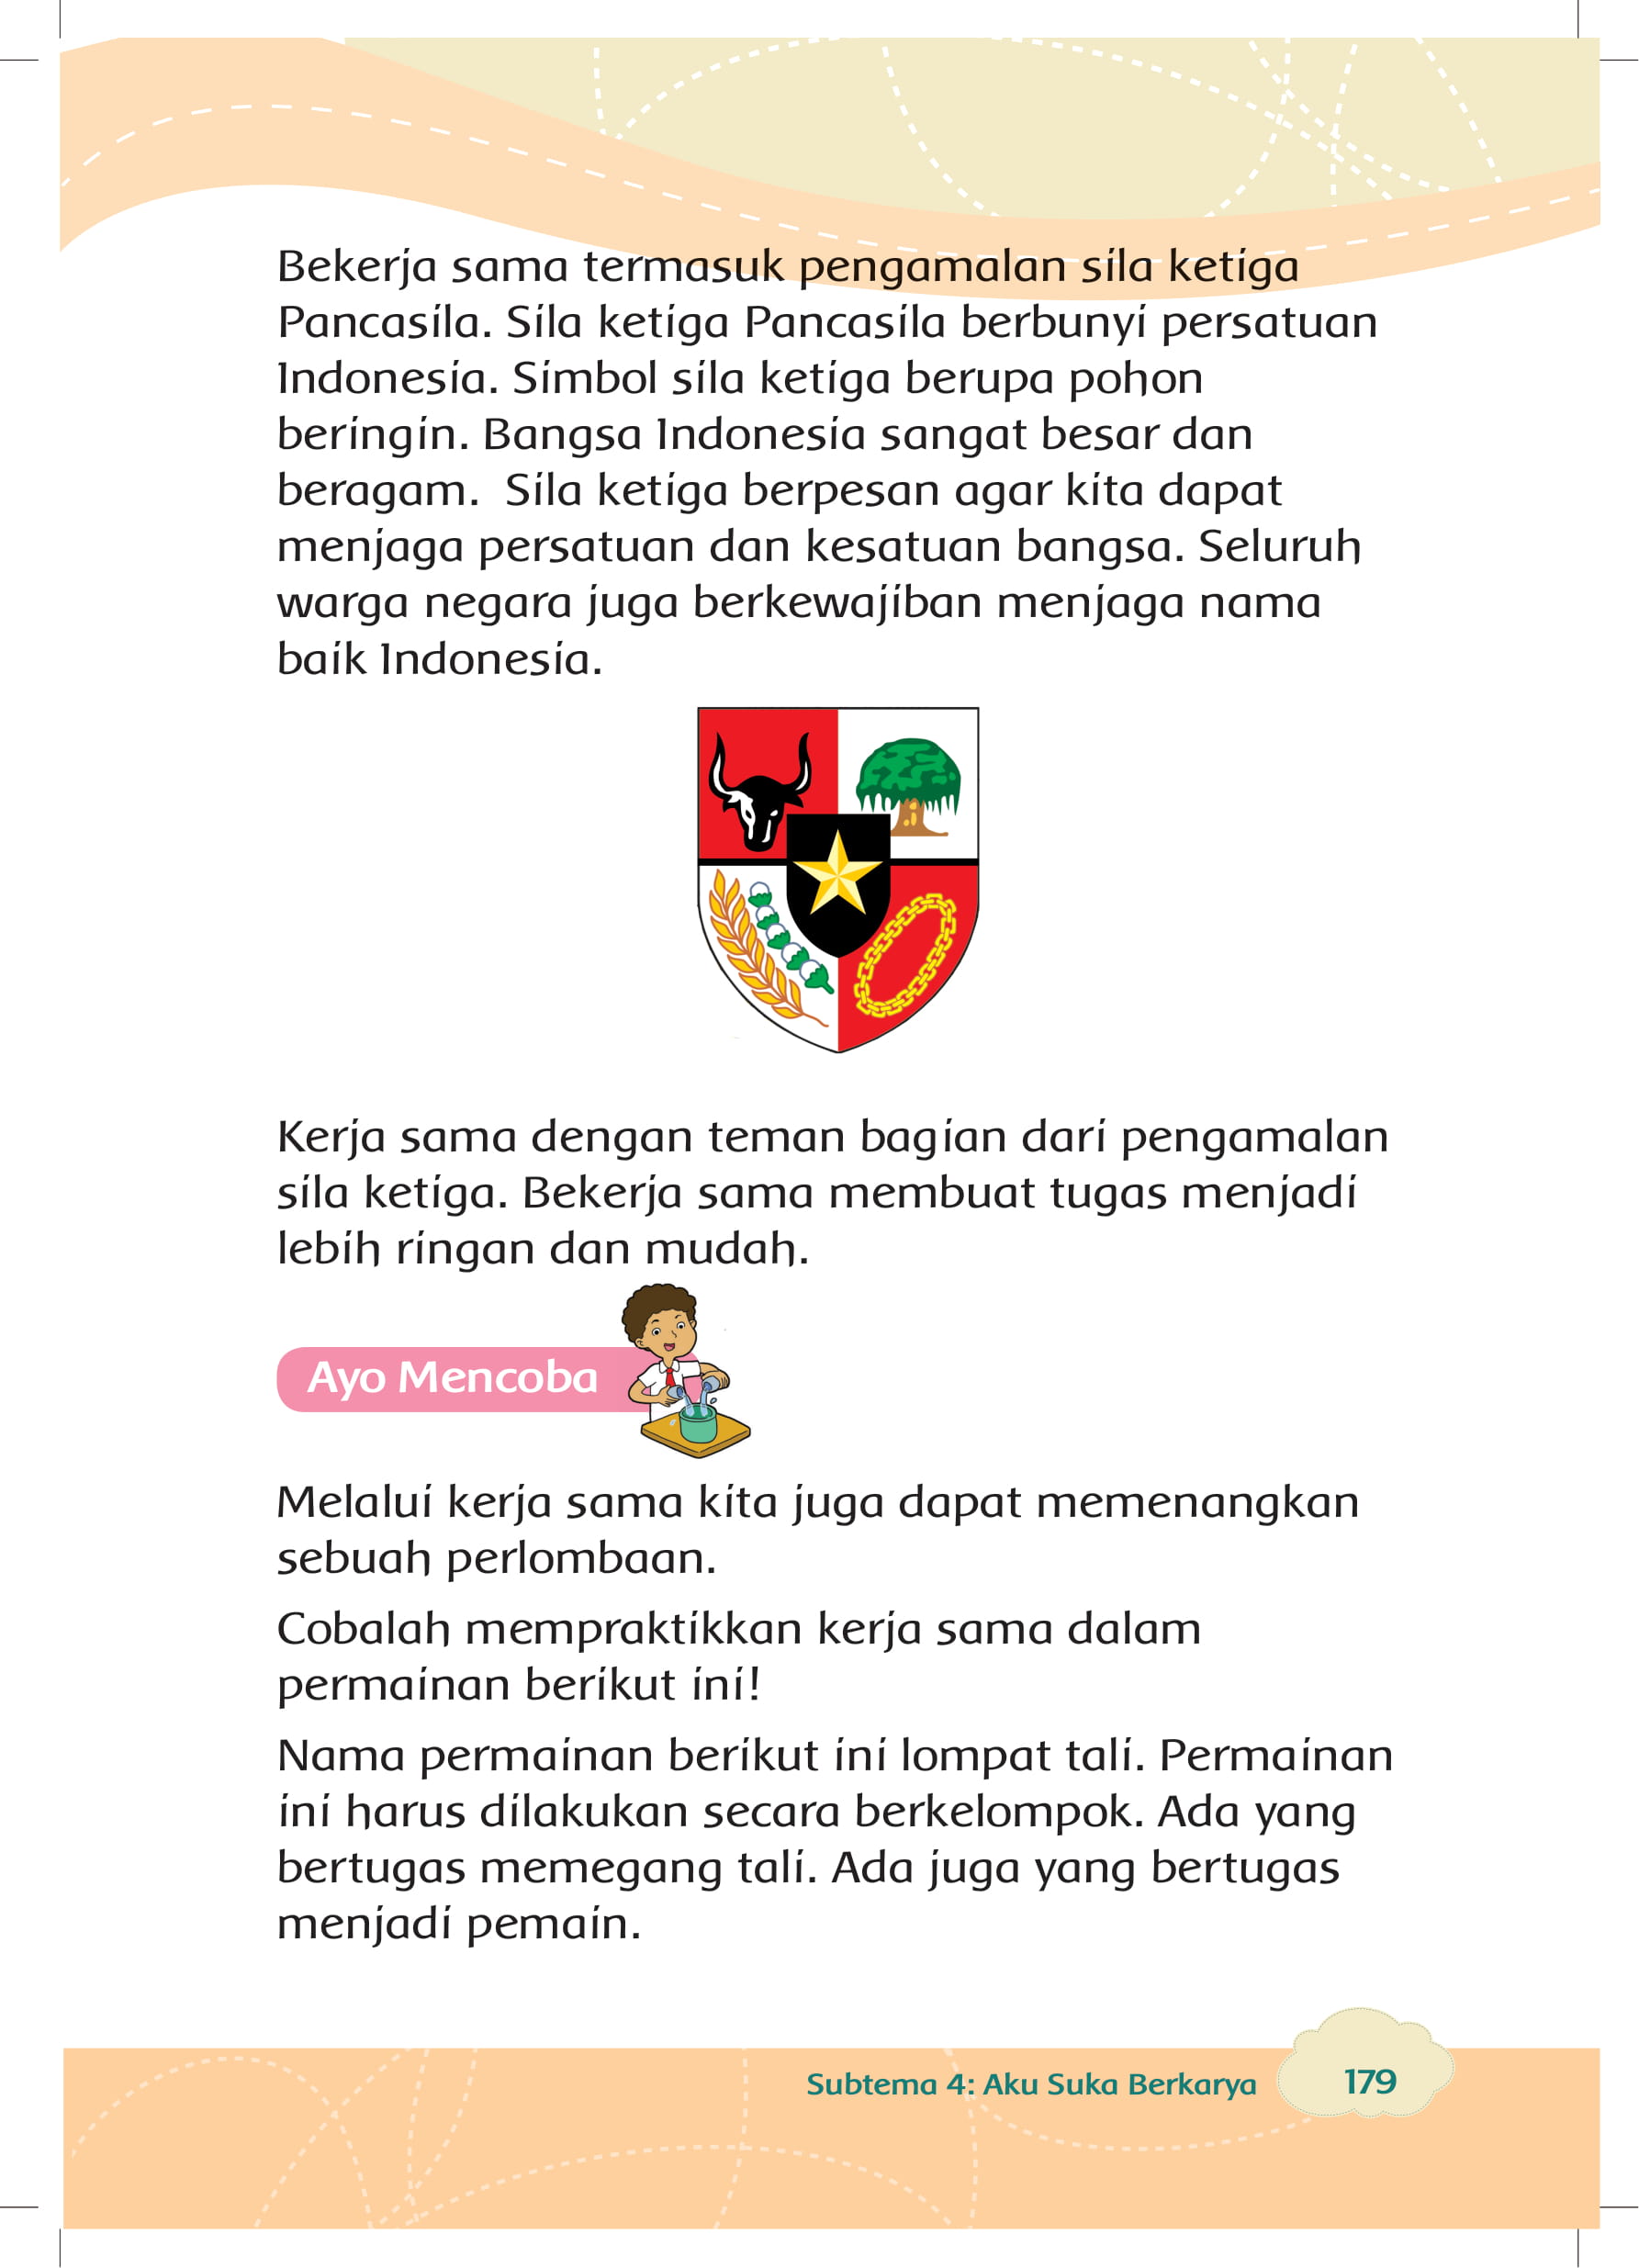 Bekerja sama termasuk pengamalan sila ketiga
Pancasila. Sila ketiga Pancasila berbunyi persatuan
Indonesia. Simbol sila ketiga berupa pohon
beringin. Bangsa Indonesia sangat besar dan
beragam.  Sila ketiga berpesan agar kita dapat
menjaga persatuan dan kesatuan bangsa. Seluruh
warga negara juga berkewajiban menjaga nama
baik Indonesia.
Kerja sama dengan teman bagian dari pengamalan
sila ketiga. Bekerja sama membuat tugas menjadi
lebih ringan dan mudah.
Ayo Mencoba
Melalui kerja sama kita juga dapat memenangkan
sebuah perlombaan.
Cobalah mempraktikkan kerja sama dalam
permainan berikut ini!
Nama permainan berikut ini lompat tali. Permainan
ini harus dilakukan secara berkelompok. Ada yang
bertugas memegang tali. Ada juga yang bertugas
menjadi pemain.
Subtema 4: Aku Suka Berkarya
179